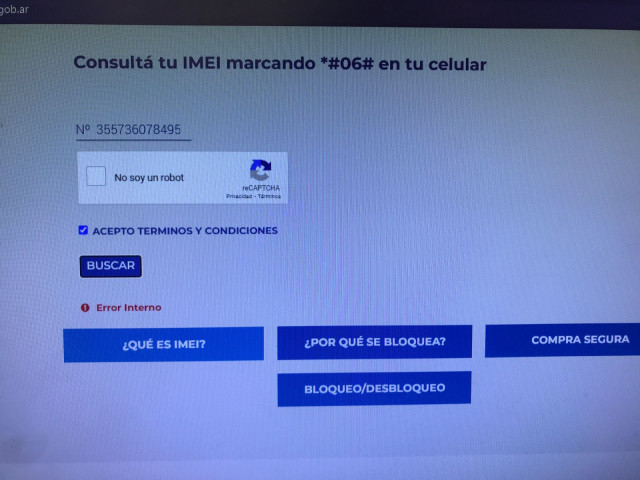 gob.ar
Consultá tu IMEI marcando *#06# en tu celular
Nº 355736078495
No soy un robot
reCAPTCHA
Privacidad - Términos
ACEPTO TERMINOS Y CONDICIONES
BUSCAR
Error Interno
¿QUÉ ES IMEI?
¿POR QUÉ SE BLOQUEA?
COMPRA SEGURA
BLOQUEO/DESBLOQUEO